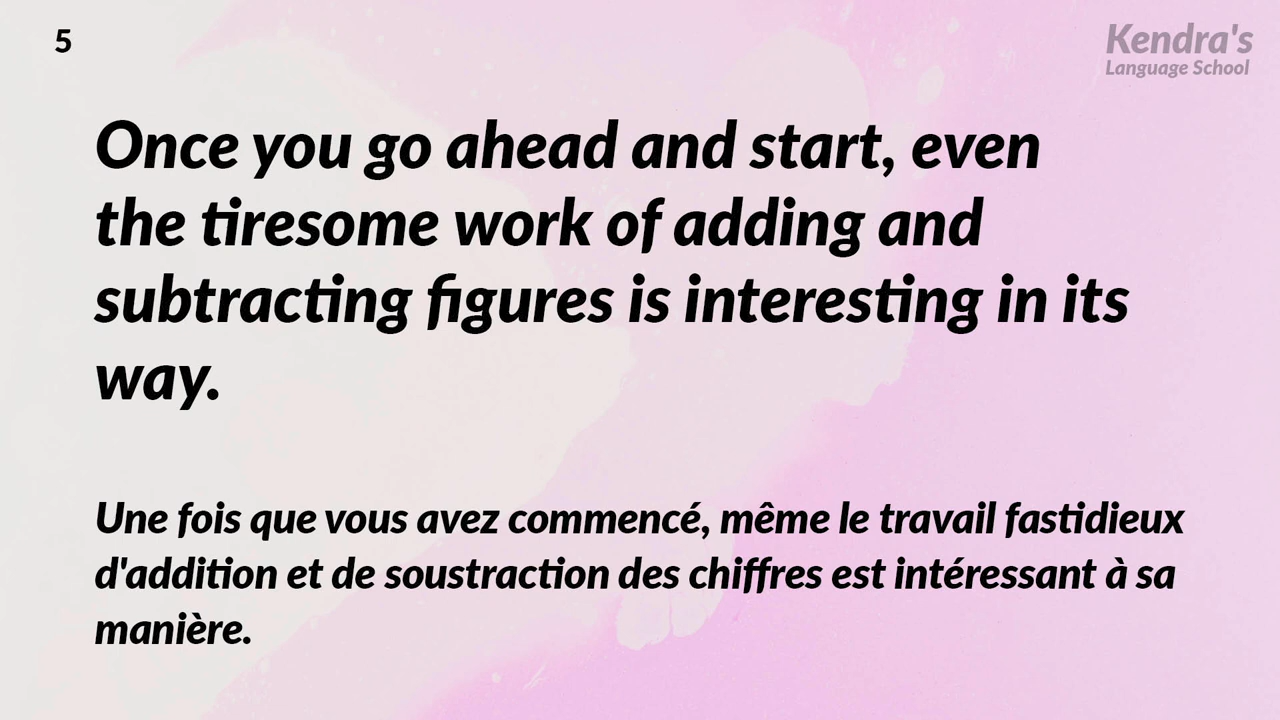 5
Kendra's
Language School
Once you go ahead and start, even
the tiresome work of adding and
subtracting figures is interesting in its
way.
Une fois que vous avez commencé, même le travail fastidieux
d'addition et de soustraction des chiffres est intéressant à sa
manière.